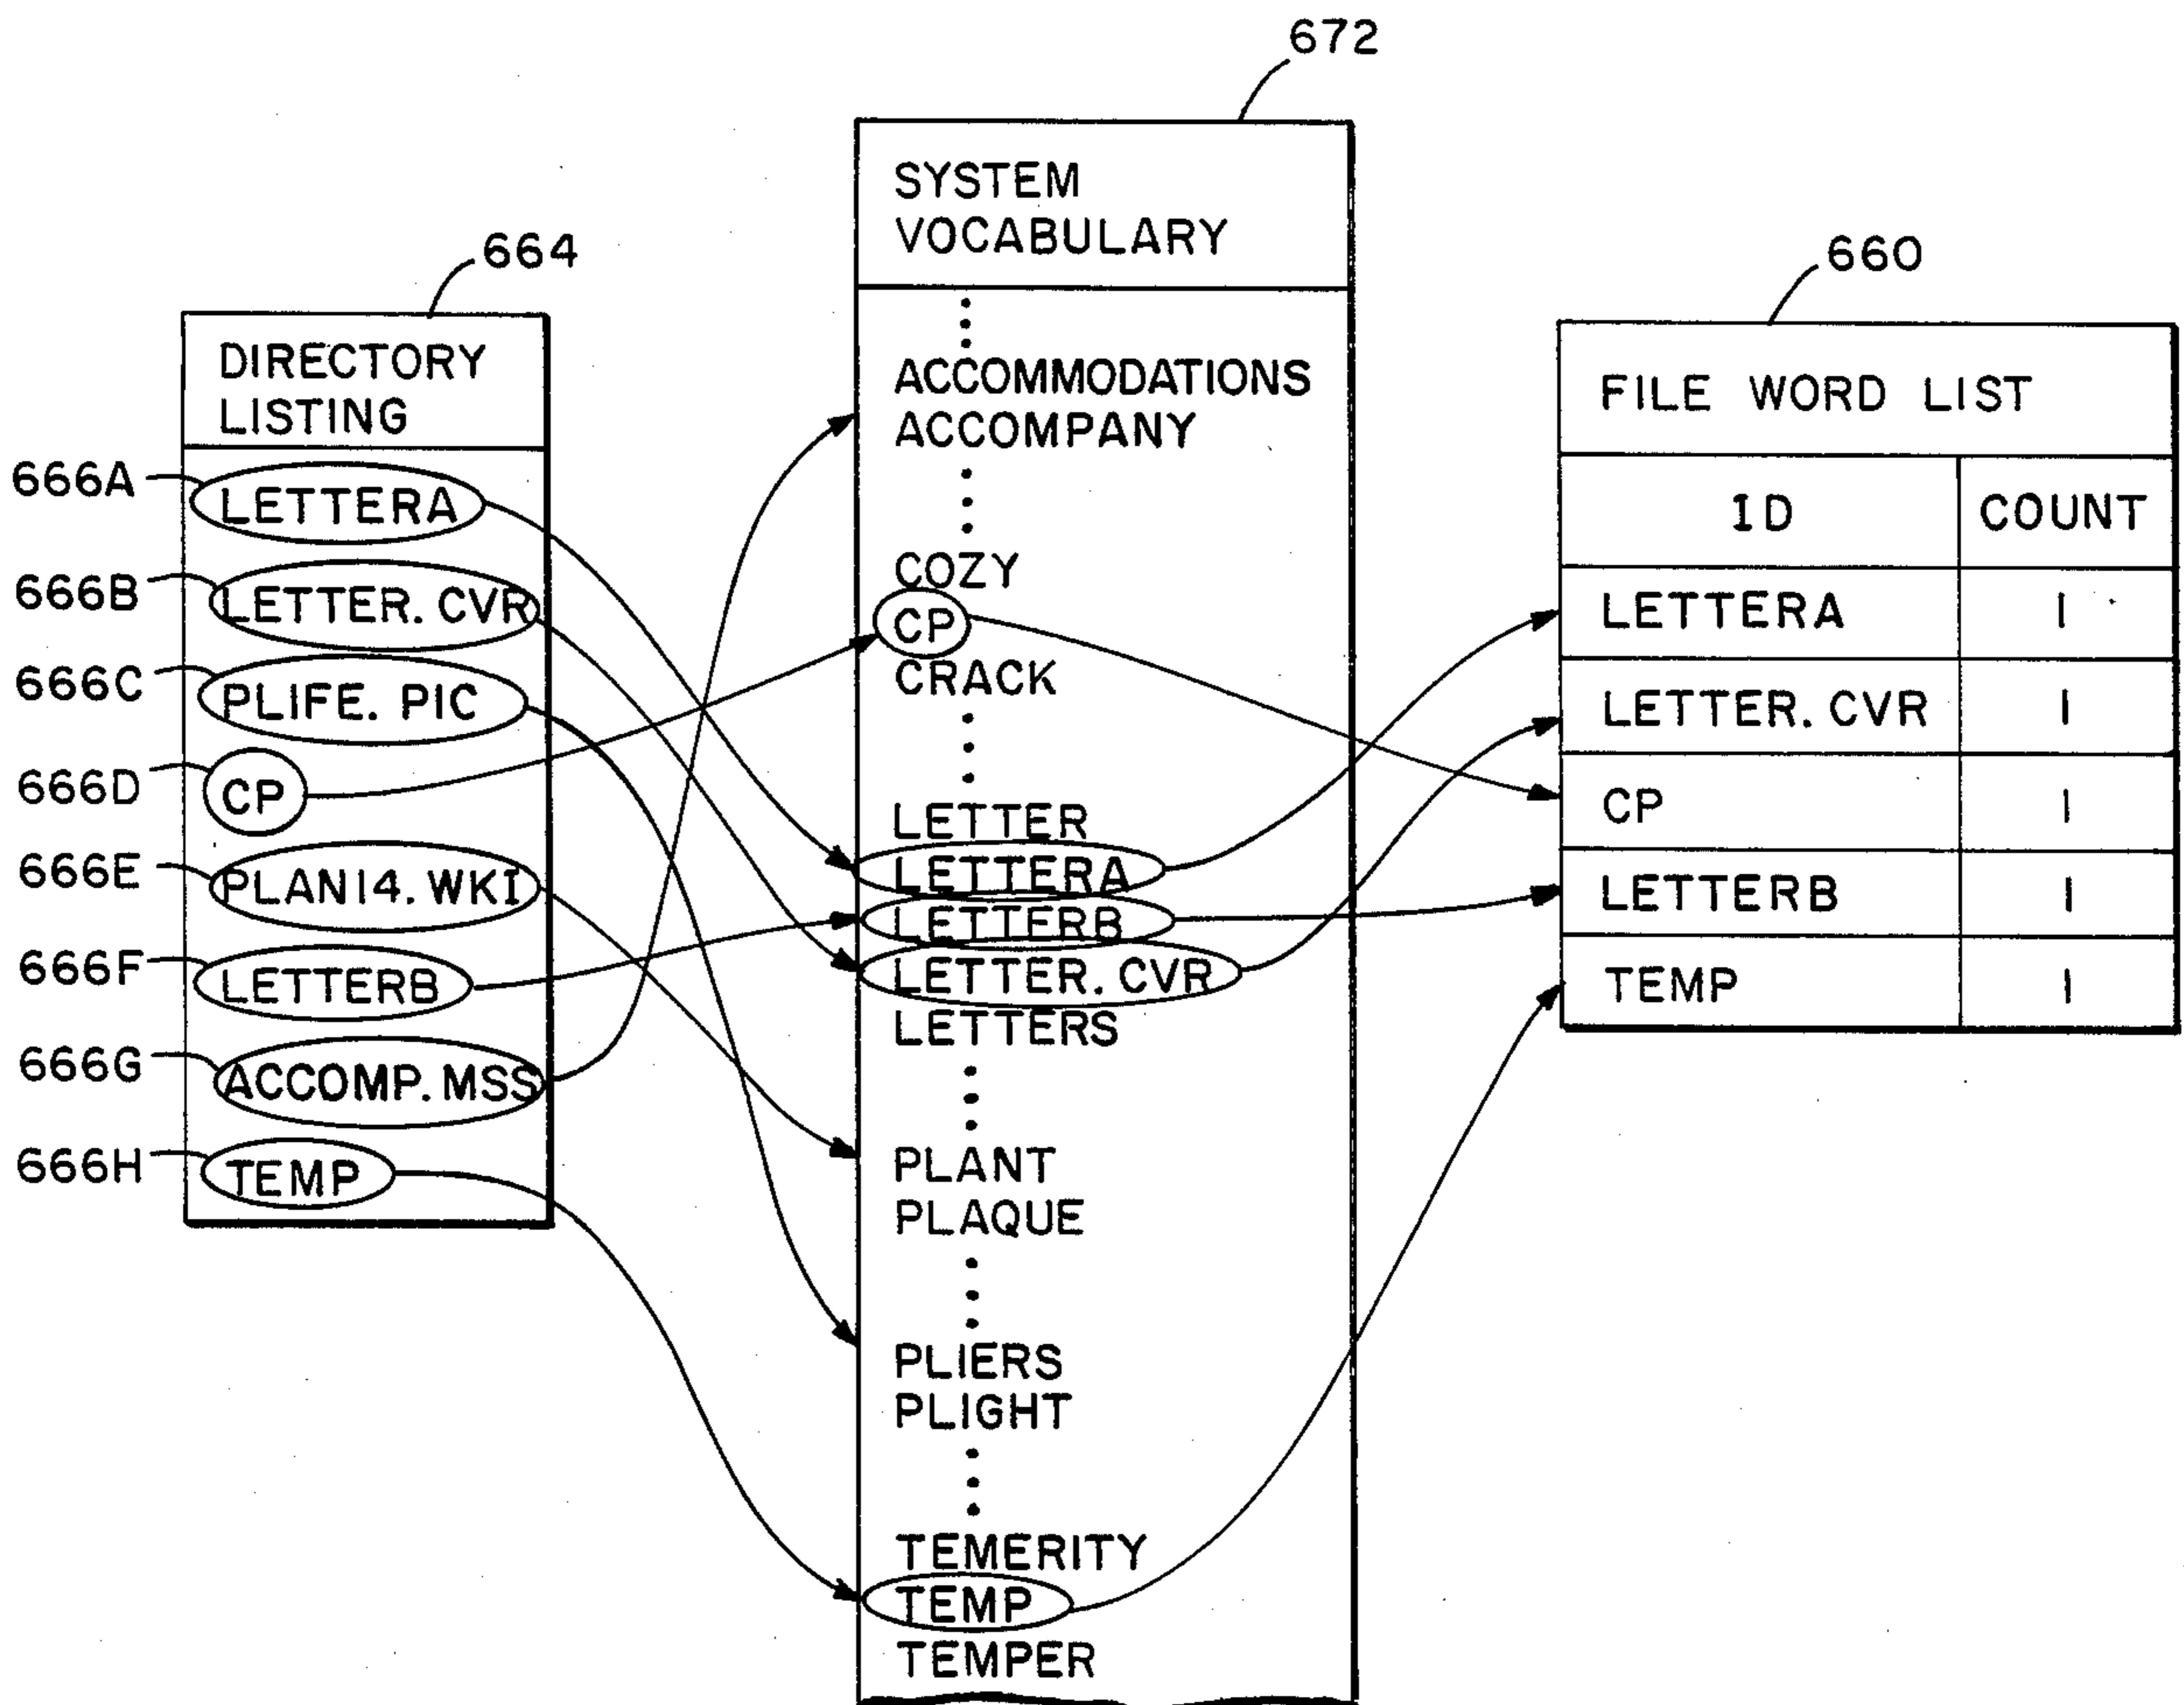 672
SYSTEM
VOCABULARY
664
660
DIRECTORY
LISTING
666A
LETTERA
666B
LETTER. CVR
666C
PLIFE. PIC
666D
CP
666E
PLAN14. WK1
666F
LETTERB
666G
ACCOMP. MSS
666H
TEMP
ACCOMMODATIONS
ACCOMPANY
COZY
CP
CRACK
LETTER
LETTERA
LETTERB
LETTER. CVR
LETTERS
PLANT
PLAQUE
PLIERS
PLIGHT
TEMERITY
TEMP
TEMPER
FILE WORD LIST
ID COUNT
LETTERA 1
LETTER. CVR 1
CP 1
LETTERB 1
TEMP 1